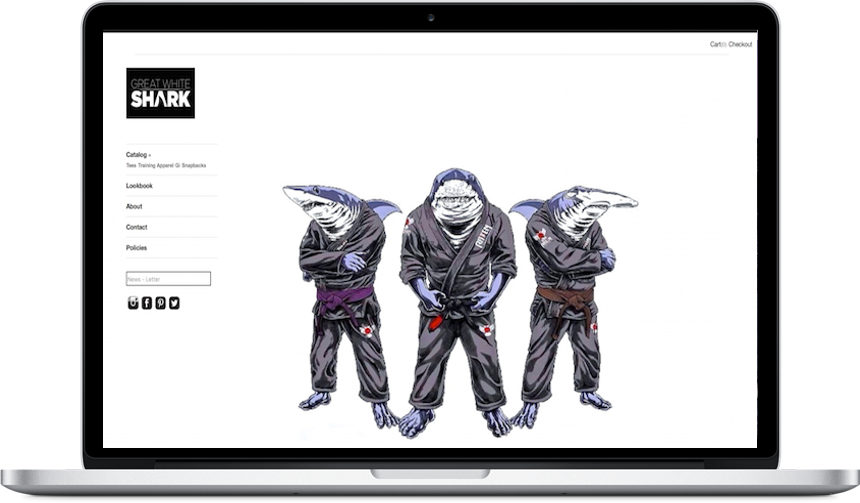 Cart(0) Checkout
GREAT WHITE
SHARK
Catalog +
Tees Training Apparel Gi Snapbacks
Lookbook
About
Contact
Policies
News - Letter